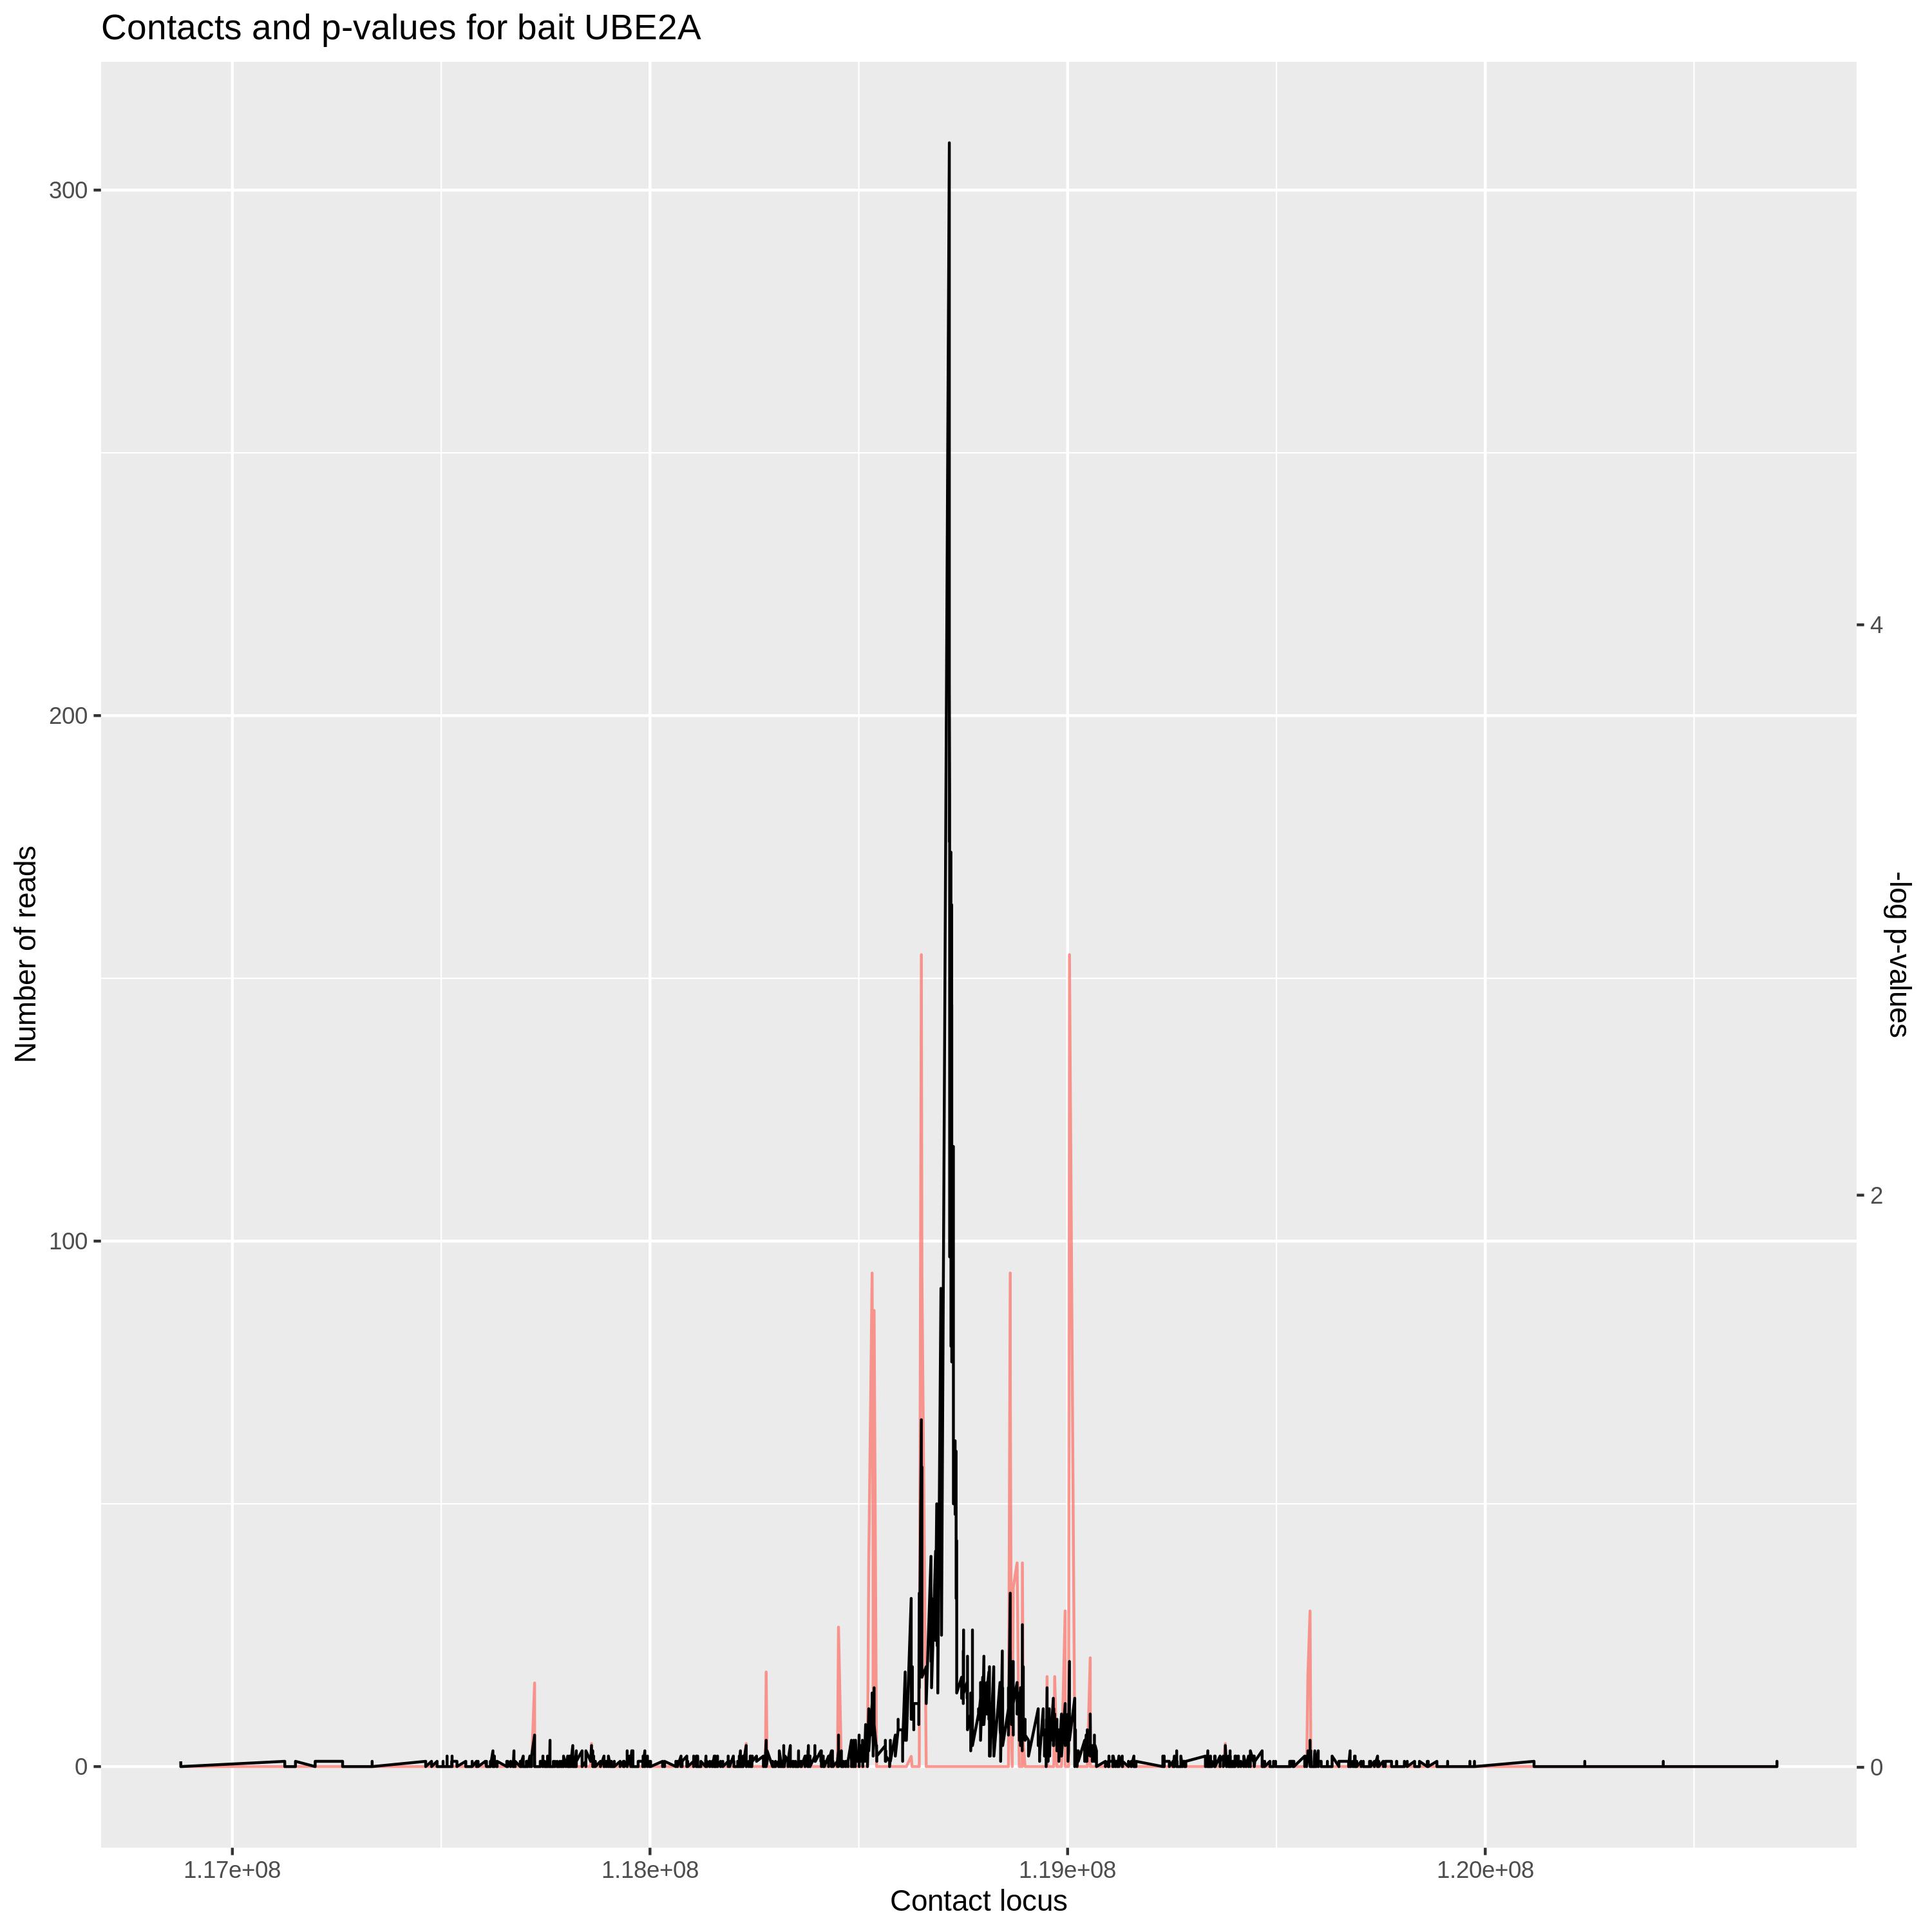 Contacts and p-values for bait UBE2A
Number of reads
300
200
100
0
-log p-values
4
2
0
1.17e+08 1.18e+08 1.19e+08 1.20e+08
Contact locus